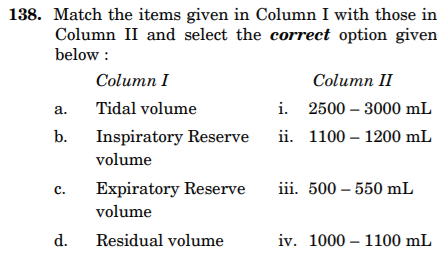 138. Match the items given in Column I with those in
Column II and select the correct option given
below :
Column I Column II
a. Tidal volume i. 2500 – 3000 mL
b. Inspiratory Reserve ii. 1100 – 1200 mL
volume
c. Expiratory Reserve iii. 500 – 550 mL
volume
d. Residual volume iv. 1000 – 1100 mL